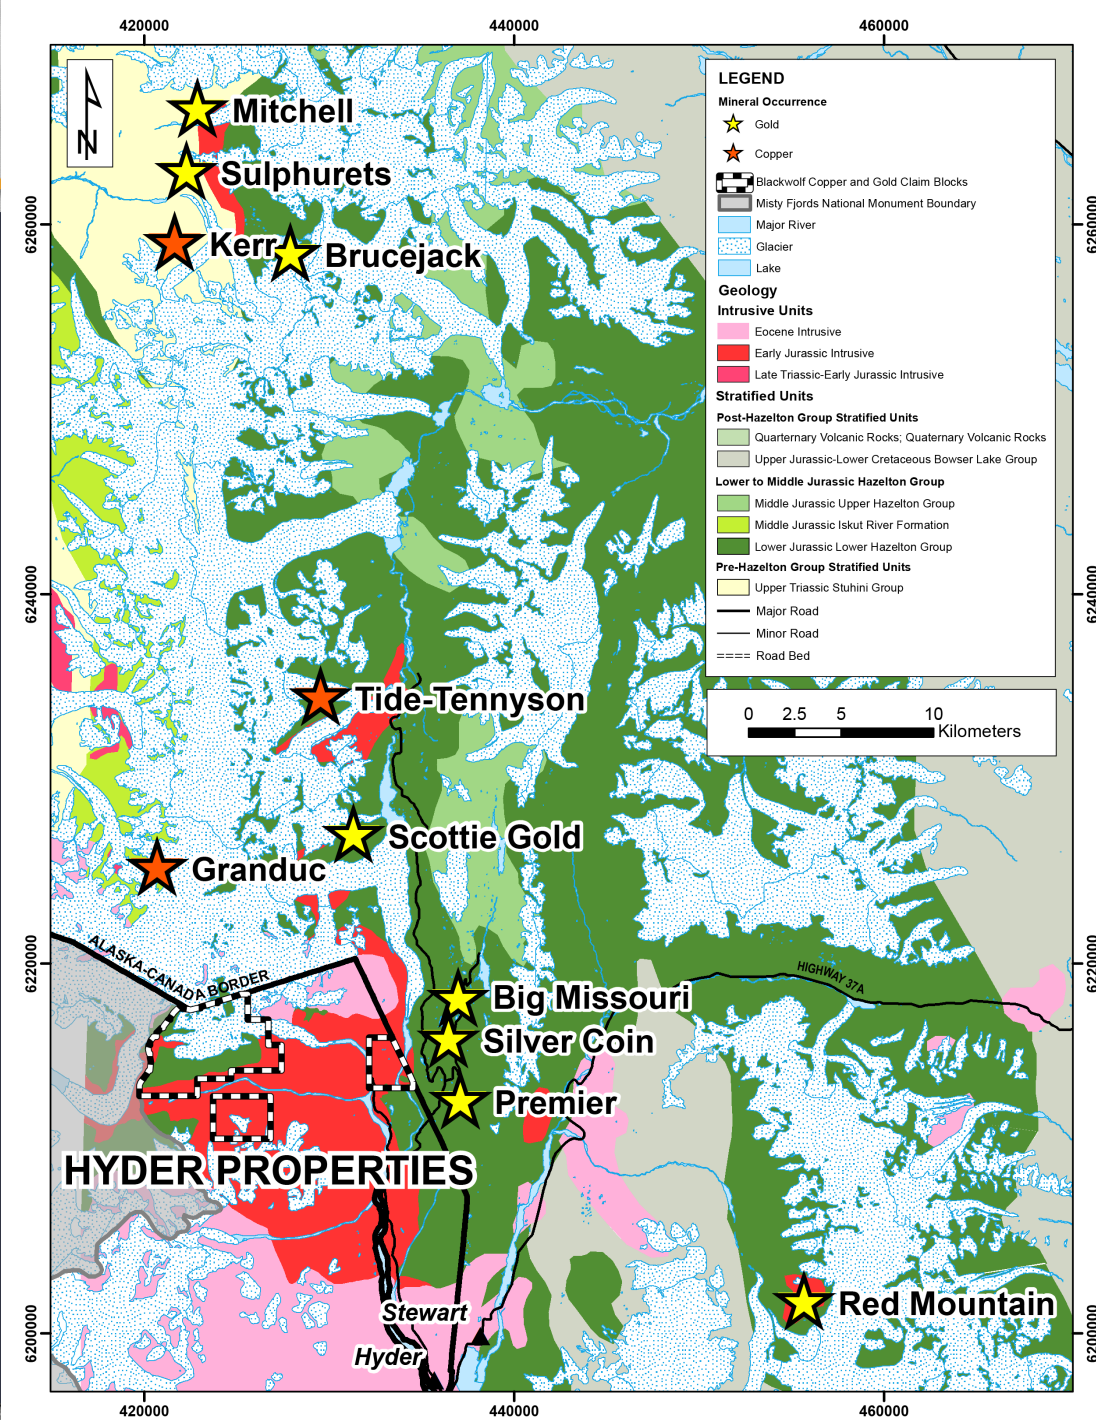 420000
440000
460000
N
Mitchell
Sulphurets
Kerr
Brucejack
LEGEND
Mineral Occurrence
Gold
Copper
Blackwolf Copper and Gold Claim Blocks
Misty Fjords National Monument Boundary
Major River
Glacier
Lake
Geology
Intrusive Units
Eocene Intrusive
Early Jurassic Intrusive
Late Triassic-Early Jurassic Intrusive
Stratified Units
Post-Hazelton Group Stratified Units
Quarternary Volcanic Rocks; Quaternary Volcanic Rocks
Upper Jurassic-Lower Cretaceous Bowser Lake Group
Lower to Middle Jurassic Hazelton Group
Middle Jurassic Upper Hazelton Group
Middle Jurassic Iskut River Formation
Lower Jurassic Lower Hazelton Group
Pre-Hazelton Group Stratified Units
Upper Triassic Stuhini Group
Major Road
Minor Road
Road Bed
0 2.5 5 10
Kilometers
6260000
6260000
6240000
6240000
Tide-Tennyson
Scottie Gold
Granduc
ALASKA-CANADA BORDER
6220000
6220000
HIGHWAY 37A
Big Missouri
Silver Coin
Premier
HYDER PROPERTIES
Red Mountain
Stewart
Hyder
6200000
6200000
420000
440000
460000